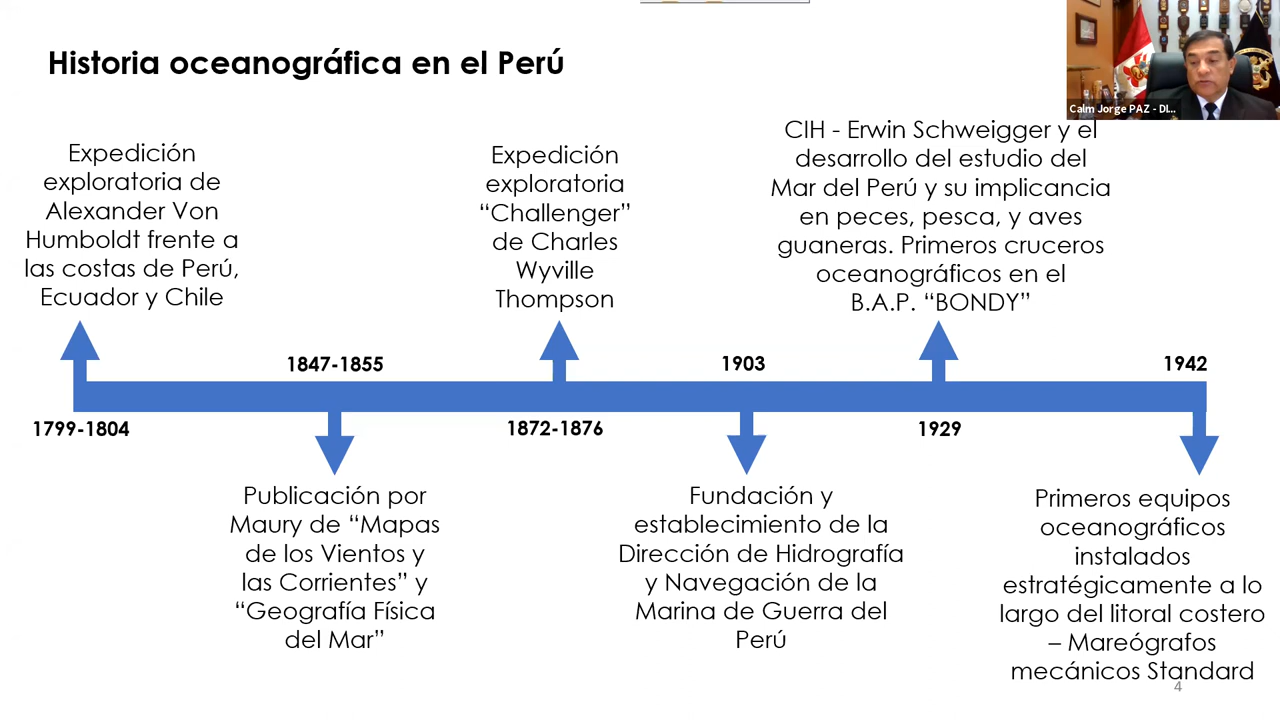 Historia oceanográfica en el Perú
Calm Jorge PAZ - DI...
Expedición
exploratoria de
Alexander Von
Humboldt frente a
las costas de Perú,
Ecuador y Chile
Expedición
exploratoria
“Challenger”
de Charles
Wyville
Thompson
CIH - Erwin Schweigger y el
desarrollo del estudio del
Mar del Perú y su implicancia
en peces, pesca, y aves
guaneras. Primeros cruceros
oceanográficos en el
B.A.P. “BONDY”
1847-1855
1903
1942
1799-1804
1872-1876
1929
Publicación por
Maury de “Mapas
de los Vientos y
las Corrientes” y
“Geografía Física
del Mar”
Fundación y
establecimiento de la
Dirección de Hidrografía
y Navegación de la
Marina de Guerra del
Perú
Primeros equipos
oceanográficos
instalados
estratégicamente a lo
largo del litoral costero
– Mareógrafos
mecánicos Standard
4